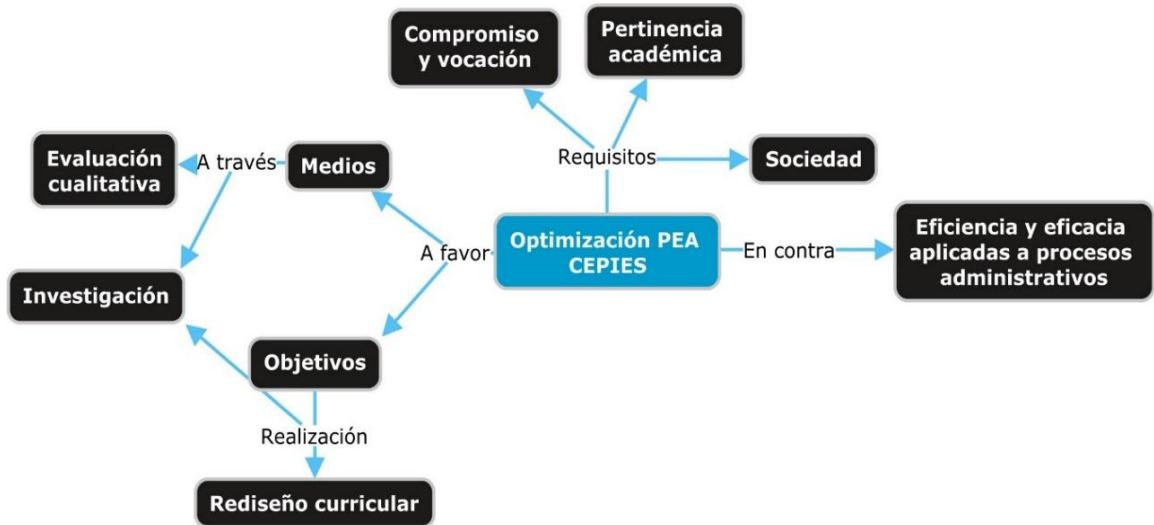 Compromiso
y vocación
Pertinencia
académica
Evaluación
cualitativa
A través
Medios
Requisitos
Sociedad
Optimización PEA
CEPIES
A favor
En contra
Eficiencia y eficacia
aplicadas a procesos
administrativos
Investigación
Objetivos
Realización
Rediseño curricular